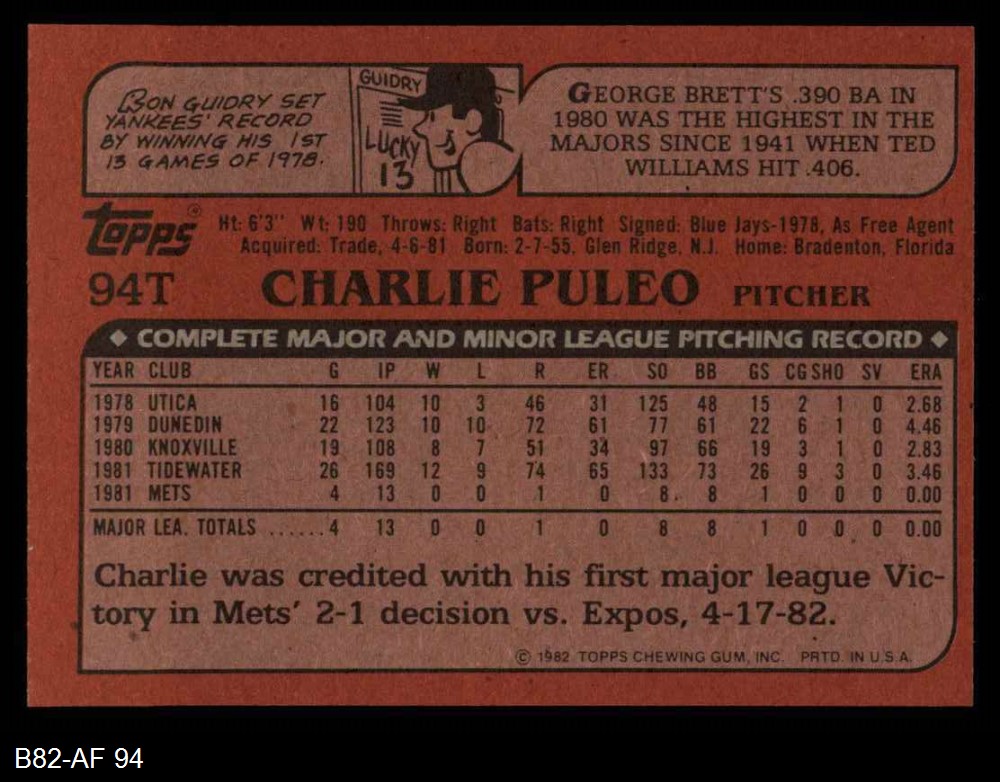 RON GUIDRY SET
YANKEES' RECORD
BY WINNING HIS 1ST
13 GAMES OF 1978.
GUIDRY
LUCKY
13
GEORGE BRETT'S .390 BA IN
1980 WAS THE HIGHEST IN THE
MAJORS SINCE 1941 WHEN TED
WILLIAMS HIT .406.
TOPPS ®
Ht: 6'3" Wt: 190 Throws: Right Bats: Right Signed: Blue Jays-1978, As Free Agent
Acquired: Trade, 4-6-81 Born: 2-7-55, Glen Ridge, N.J. Home: Bradenton, Florida
94T CHARLIE PULEO PITCHER
◆ COMPLETE MAJOR AND MINOR LEAGUE PITCHING RECORD ◆
YEAR CLUB G IP W L R ER SO BB GS CG SHO SV ERA
1978 UTICA 16 104 10 3 46 31 125 48 15 2 1 0 2.68
1979 DUNEDIN 22 123 10 10 72 61 77 61 22 6 1 0 4.46
1980 KNOXVILLE 19 108 8 7 51 34 97 66 19 3 1 0 2.83
1981 TIDEWATER 26 169 12 9 74 65 133 73 26 9 3 0 3.46
1981 METS 4 13 0 0 1 0 8 8 1 0 0 0 0.00
MAJOR LEA. TOTALS ......4 13 0 0 1 0 8 8 1 0 0 0 0.00
Charlie was credited with his first major league Vic-
tory in Mets' 2-1 decision vs. Expos, 4-17-82.
© 1982 TOPPS CHEWING GUM, INC. PRTD. IN U.S.A.
B82-AF 94